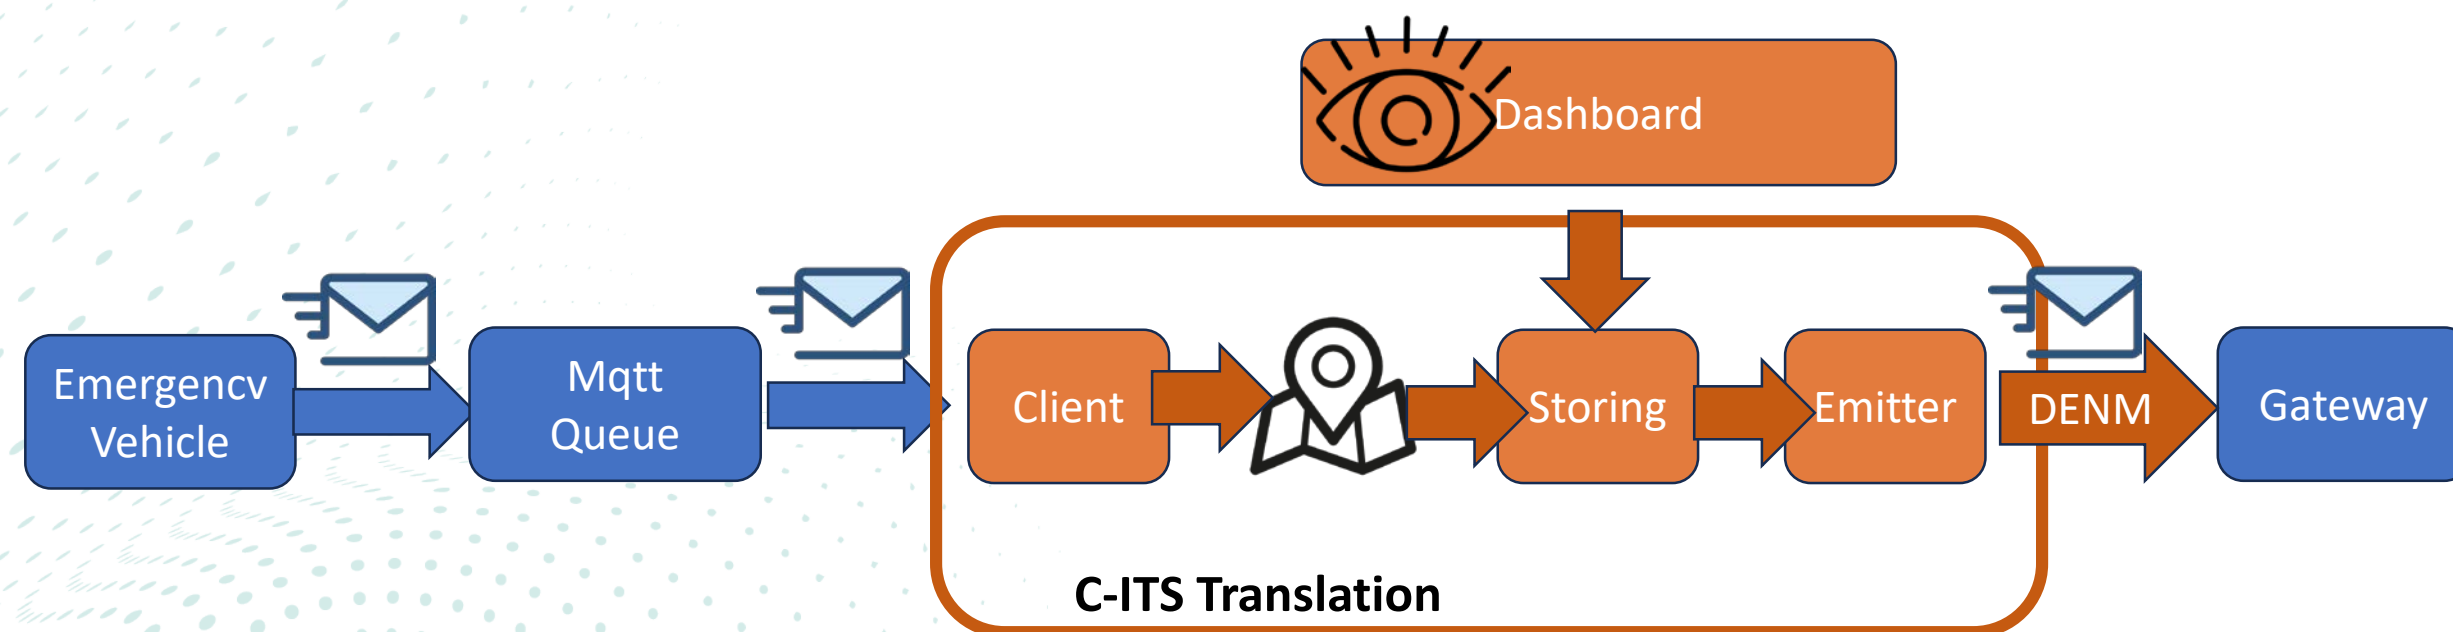 Dashboard
Emergencv
Vehicle
Mqtt
Queue
Client
Storing
Emitter
DENM
Gateway
C-ITS Translation